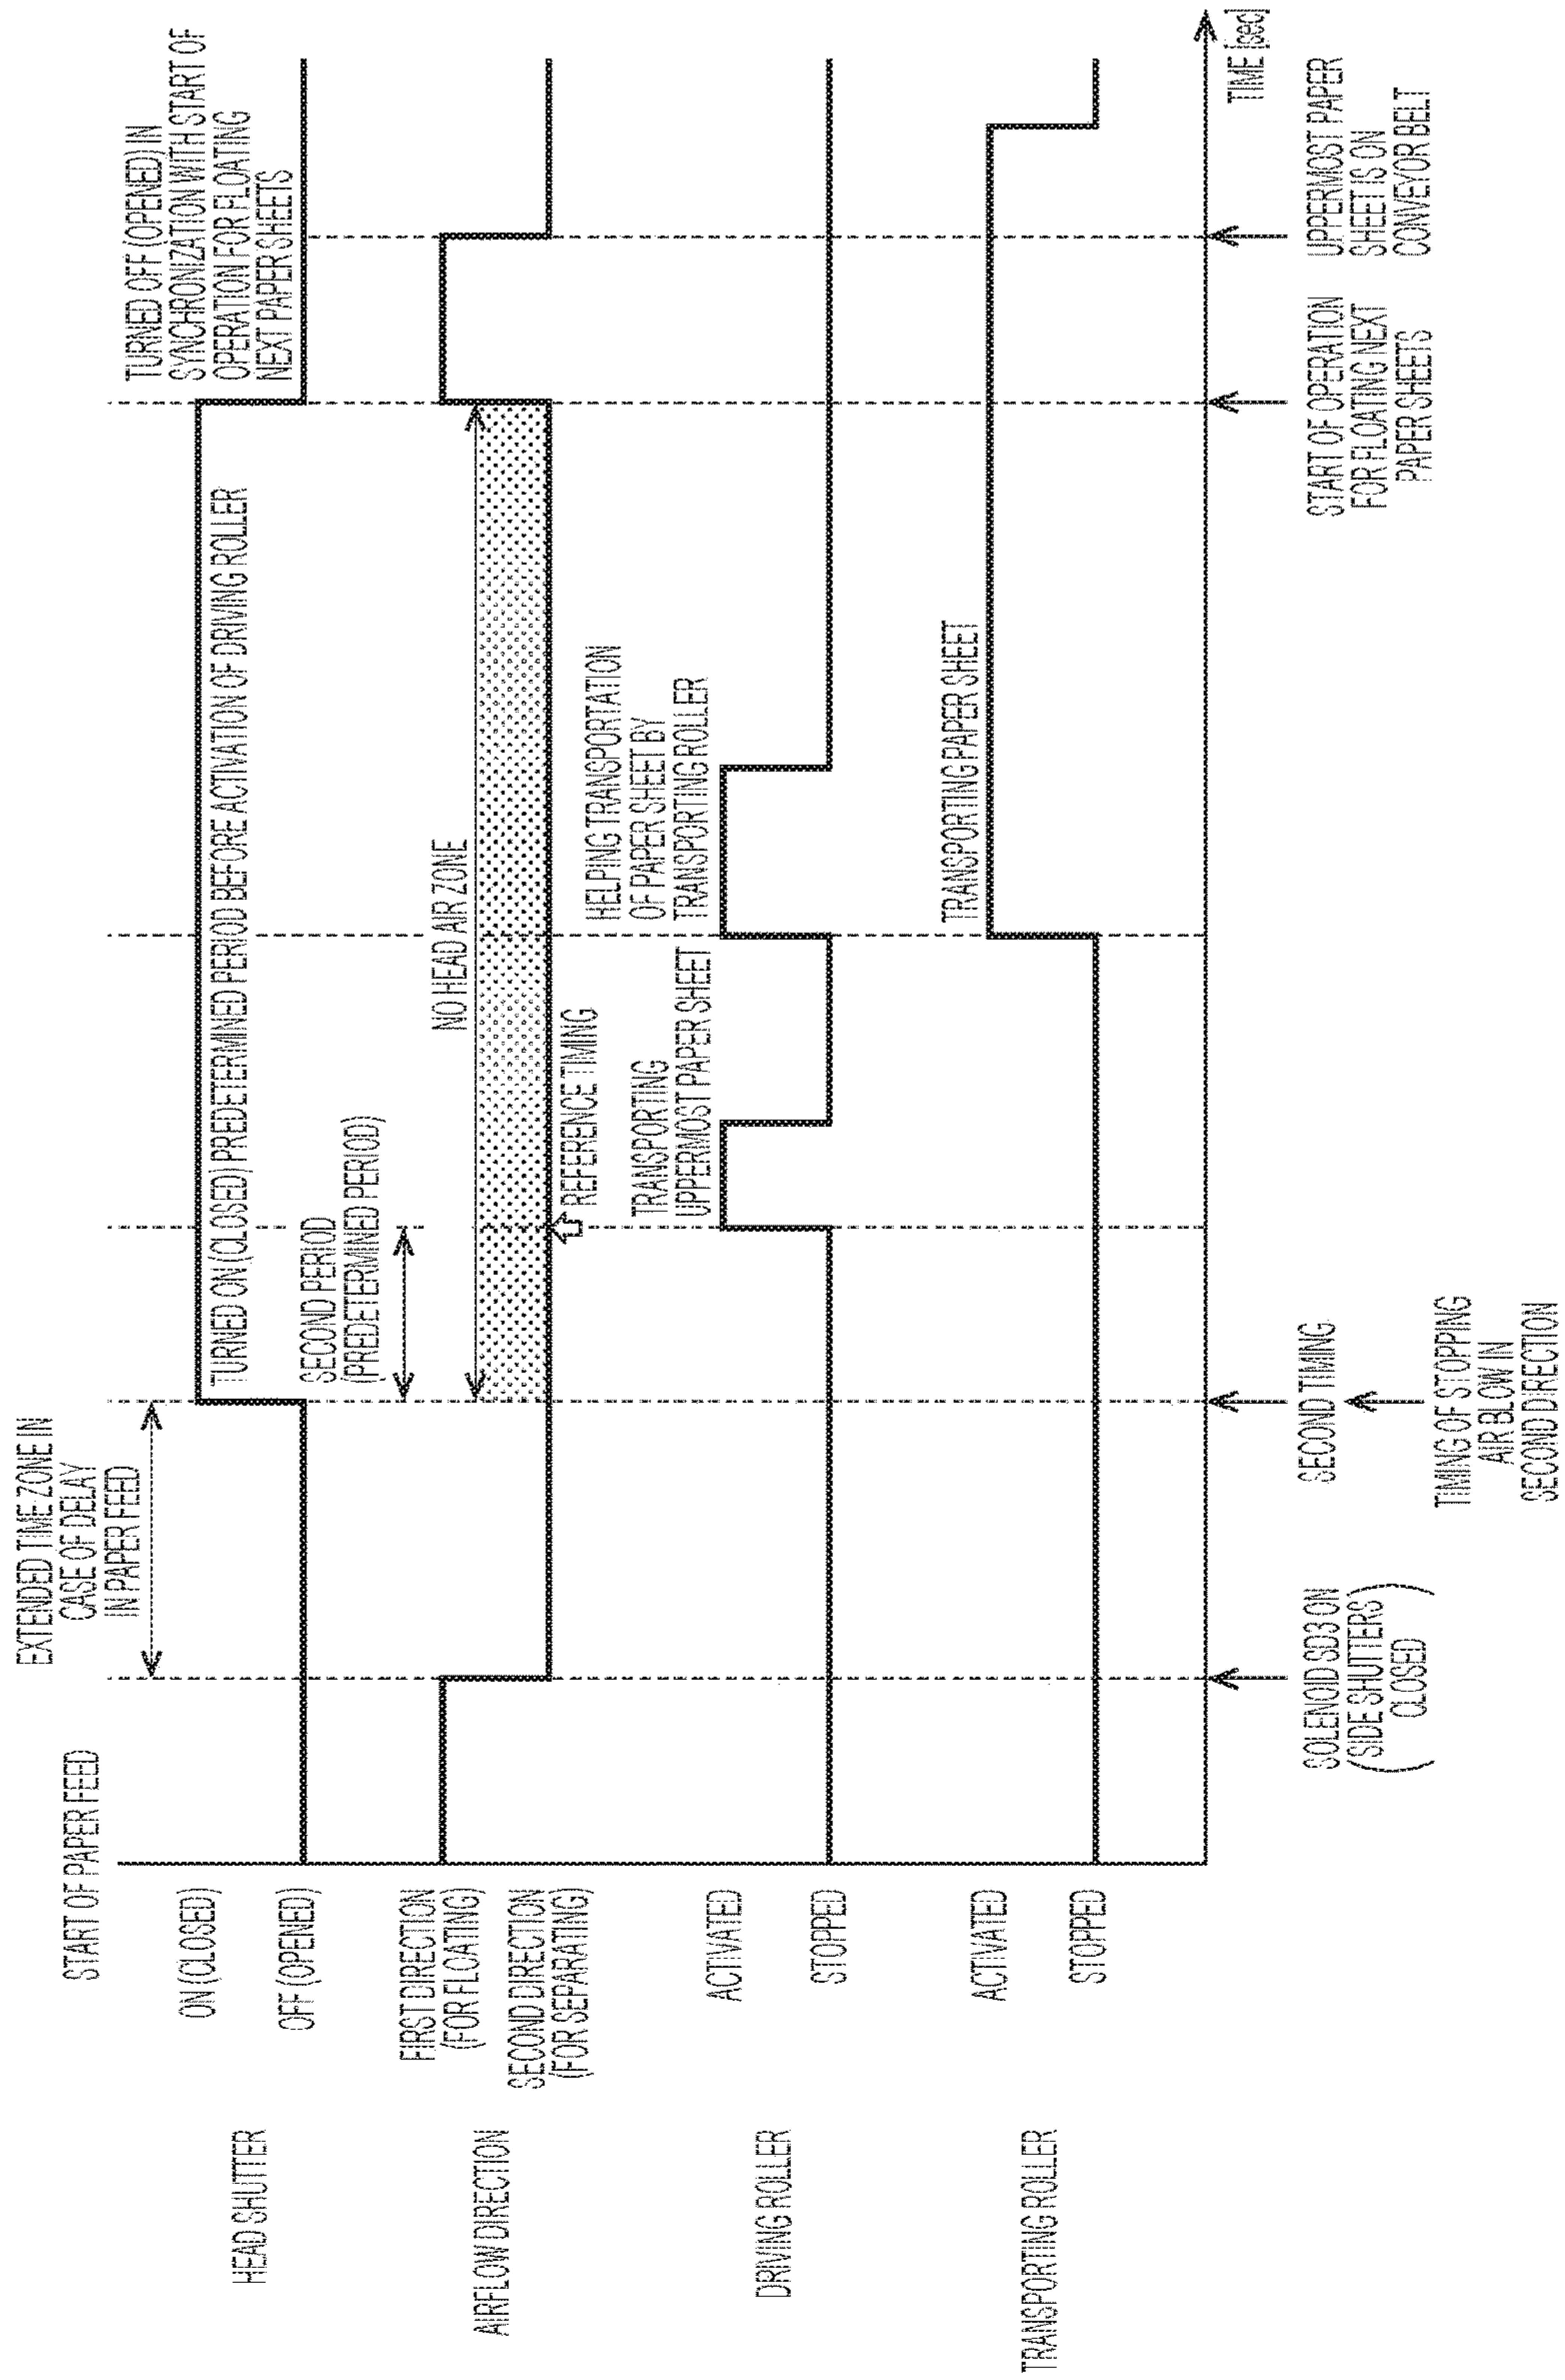 START OF PAPER FEED
EXTENDED TIME ZONE IN
CASE OF DELAY
IN PAPER FEED
TURNED OFF (OPENED) IN
SYNCHRONIZATION WITH START OF
OPERATION FOR FLOATING
NEXT PAPER SHEETS
HEAD SHUTTER
ON (CLOSED)
OFF (OPENED)
TURNED ON (CLOSED) PREDETERMINED PERIOD BEFORE ACTIVATION OF DRIVING ROLLER
SECOND PERIOD
(PREDETERMINED PERIOD)
AIRFLOW DIRECTION
FIRST DIRECTION
(FOR FLOATING)
SECOND DIRECTION
(FOR SEPARATING)
NO HEAD AIR ZONE
REFERENCE TIMING
DRIVING ROLLER
ACTIVATED
STOPPED
TRANSPORTING
UPPERMOST PAPER SHEET
HELPING TRANSPORTATION
OF PAPER SHEET BY
TRANSPORTING ROLLER
TRANSPORTING ROLLER
ACTIVATED
STOPPED
TRANSPORTING PAPER SHEET
TIME [sec]
SOLENOID SD3 ON
(SIDE SHUTTERS
CLOSED)
SECOND TIMING
TIMING OF STOPPING
AIR BLOW IN
SECOND DIRECTION
START OF OPERATION
FOR FLOATING NEXT
PAPER SHEETS
UPPERMOST PAPER
SHEET IS ON
CONVEYOR BELT